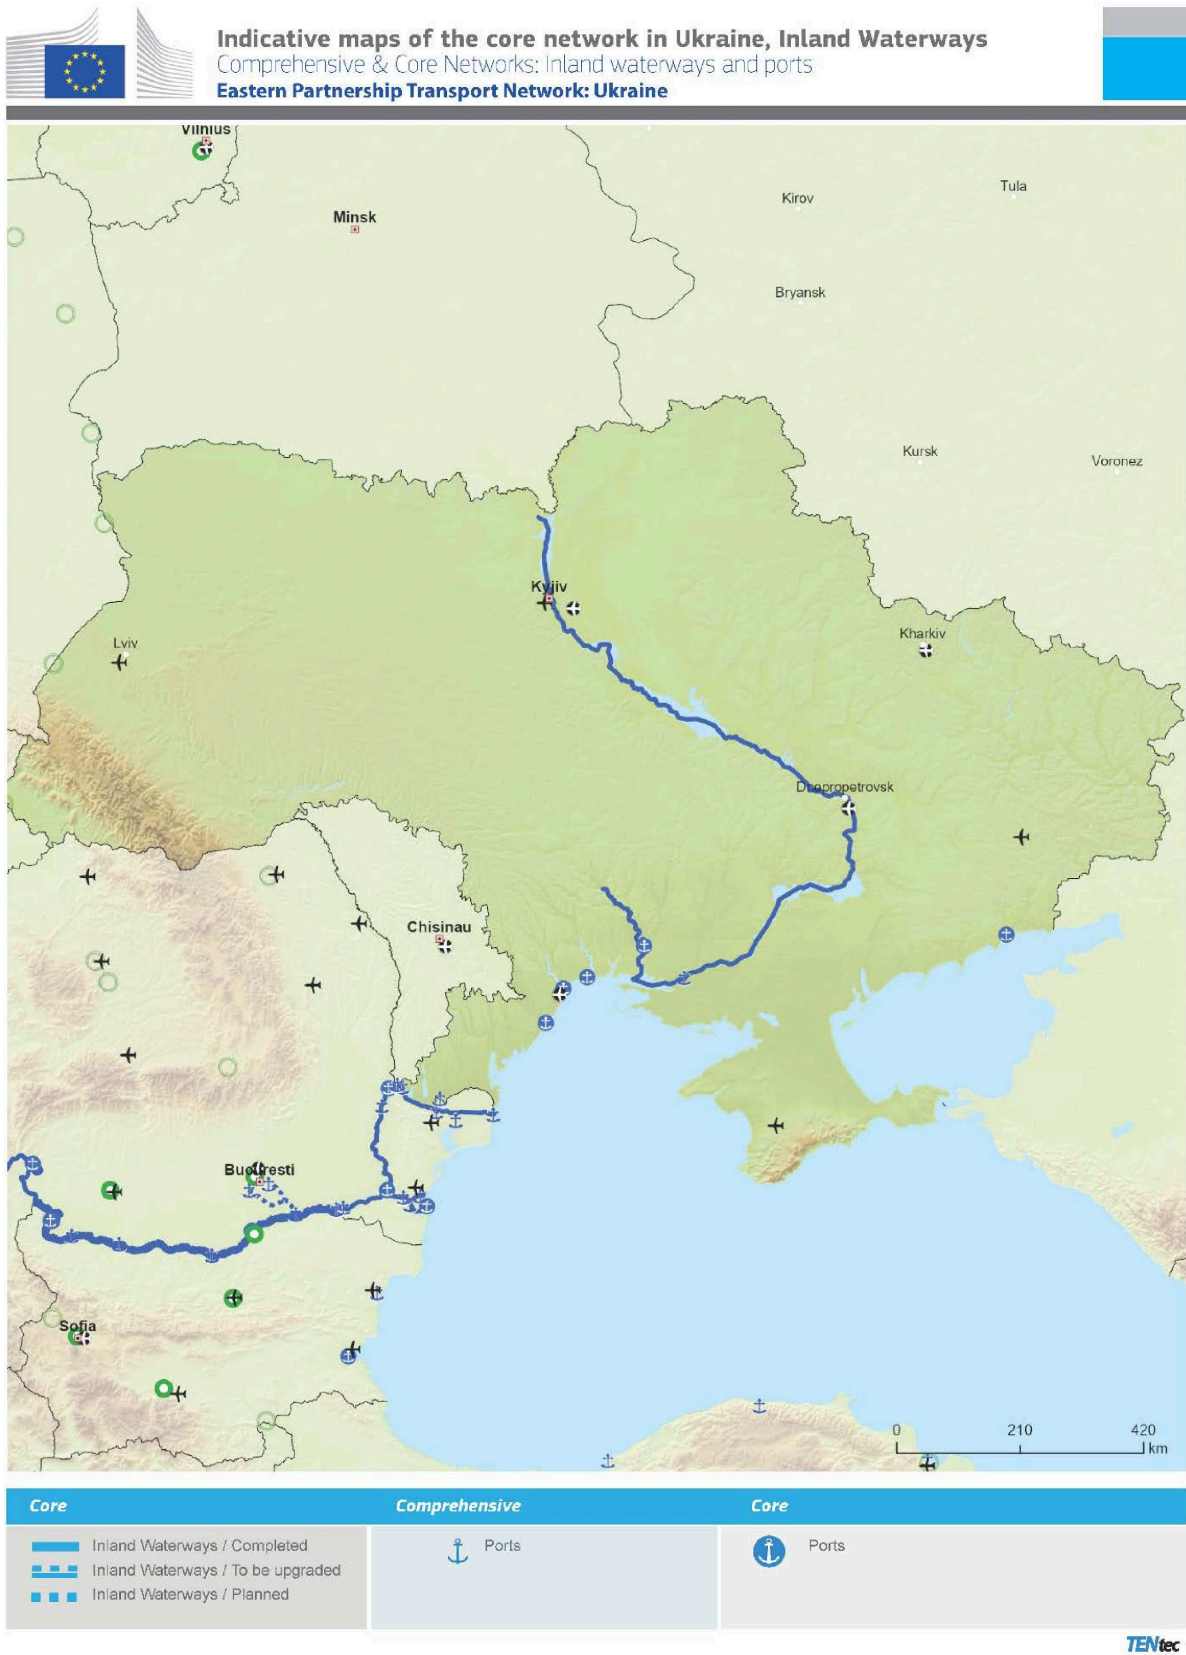 Indicative maps of the core network in Ukraine, Inland Waterways
Comprehensive & Core Networks: Inland waterways and ports
Eastern Partnership Transport Network: Ukraine
Vilnius
Tula
Kirov
Minsk
Bryansk
Kursk
Voronez
Kyjiv
Kharkiv
Lviv
Dnepropetrovsk
Chisinau
Bucuresti
Sofia
0 210 420
km
Core Comprehensive Core
Inland Waterways / Completed Ports Ports
Inland Waterways / To be upgraded
Inland Waterways / Planned
TENtec